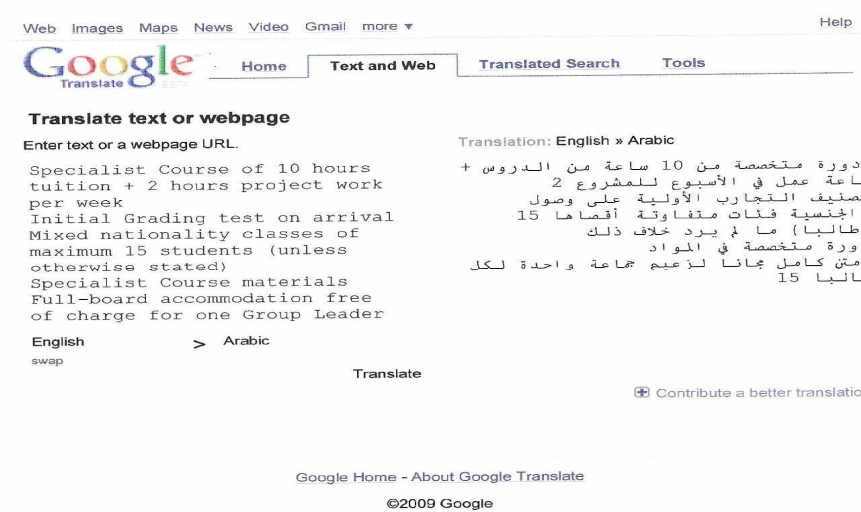 Web Images Maps News Video Gmail more ▼
Help
Google
Translate
Home Text and Web Translated Search Tools
Translate text or webpage
Enter text or a webpage URL.
Specialist Course of 10 hours
tuition + 2 hours project work
per week
Initial Grading test on arrival
Mixed nationality classes of
maximum 15 students (unless
otherwise stated)
Specialist Course materials
Full-board accommodation free
of charge for one Group Leader
English > Arabic
swap
Translate
Translation: English » Arabic
دورة متخصصة من 10 ساعة من الدروس +
عمل في الأسبوع للمشروع 2
التجارب الأولية على وصول
الجنسية فئات متفاوتة أقصاها 15
طالبا) ما لم يرد خلاف ذلك
متخصصة في المواد
كامل مجانا لزعيم جماعة واحدة لكل
15
Contribute a better
Google Home - About Google Translate
©2009 Google